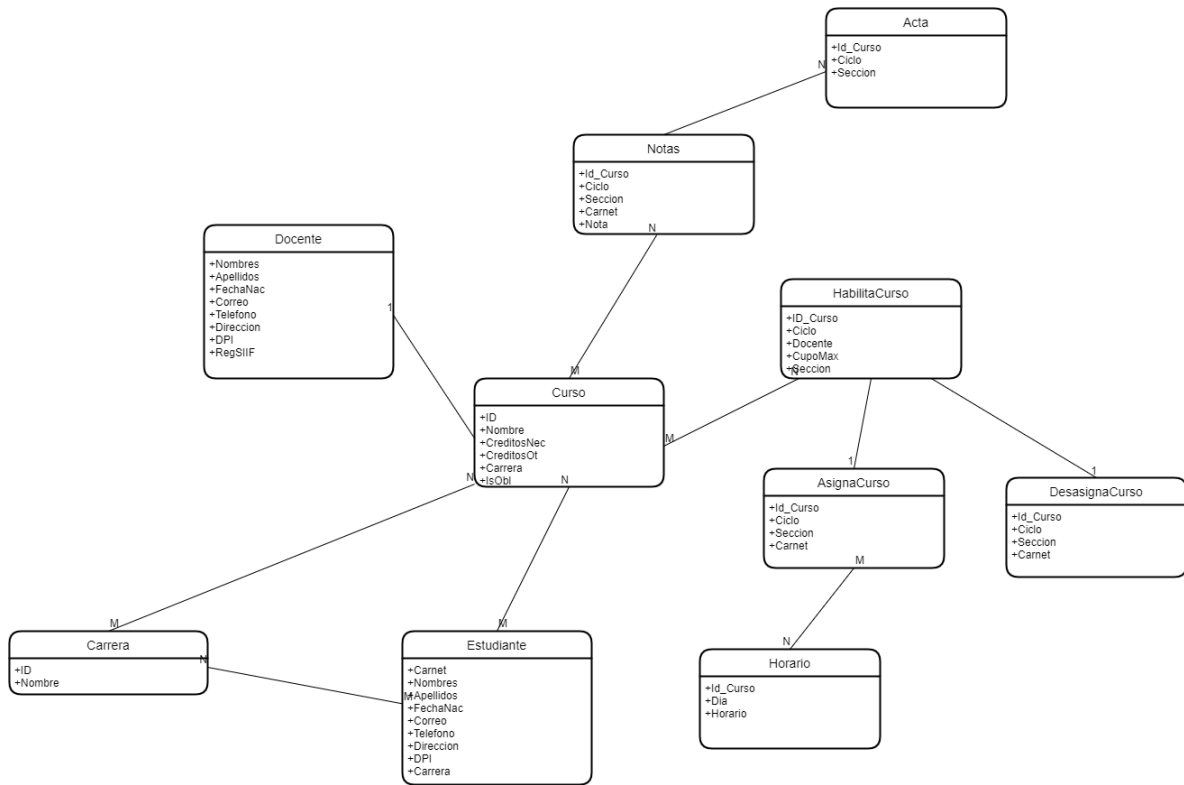 Acta
+Id_Curso
+Ciclo
+Seccion
N
Notas
+Id_Curso
+Ciclo
+Seccion
+Carnet
+Nota
N
Docente
+Nombres
+Apellidos
+FechaNac
+Correo
+Telefono
+Direccion
+DPI
+RegSIIF
1
HabilitaCurso
+ID_Curso
+Ciclo
+Docente
+CupoMax
+Seccion
N
M
Curso
+ID
+Nombre
+CreditosNec
+CreditosOt
+Carrera
+IsObl
M
N
N
1
AsignaCurso
+Id_Curso
+Ciclo
+Seccion
+Carnet
M
1
DesasignaCurso
+Id_Curso
+Ciclo
+Seccion
+Carnet
M
Carrera
+ID
+Nombre
N
M
Estudiante
+Carnet
+Nombres
+Apellidos
+FechaNac
+Correo
+Telefono
+Direccion
+DPI
+Carrera
M
N
Horario
+Id_Curso
+Dia
+Horario